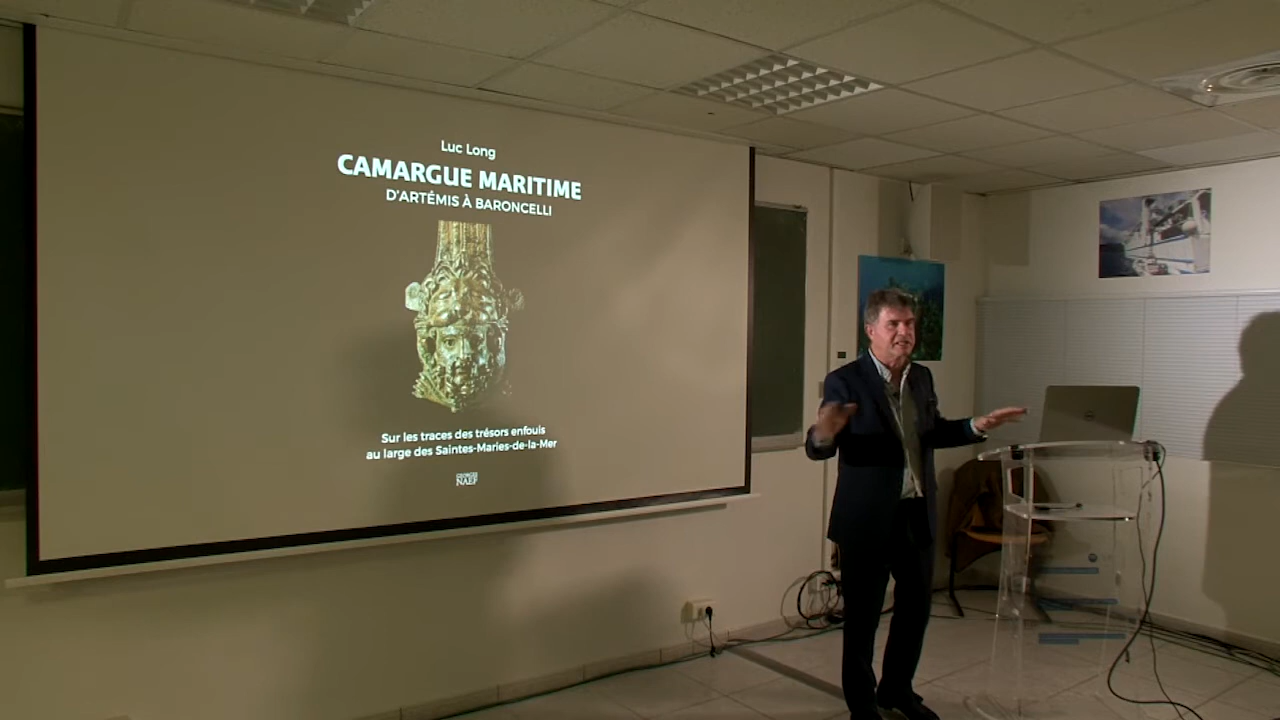 Luc Long
CAMARGUE MARITIME
D'ARTÉMIS À BARONCELLI
Sur les traces des trésors enfouis
au large des Saintes-Maries-de-la-Mer
GEORGES
NAEF